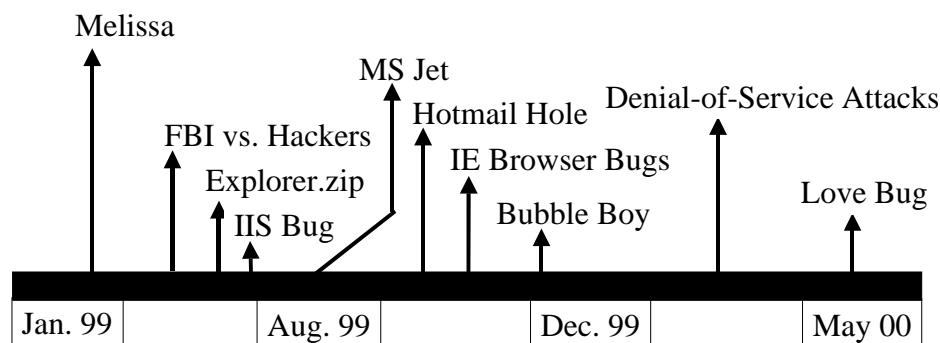 Melissa
MS Jet
Denial-of-Service Attacks
Hotmail Hole
FBI vs. Hackers
IE Browser Bugs
Explorer.zip
Love Bug
IIS Bug
Bubble Boy
Jan. 99
Aug. 99
Dec. 99
May 00